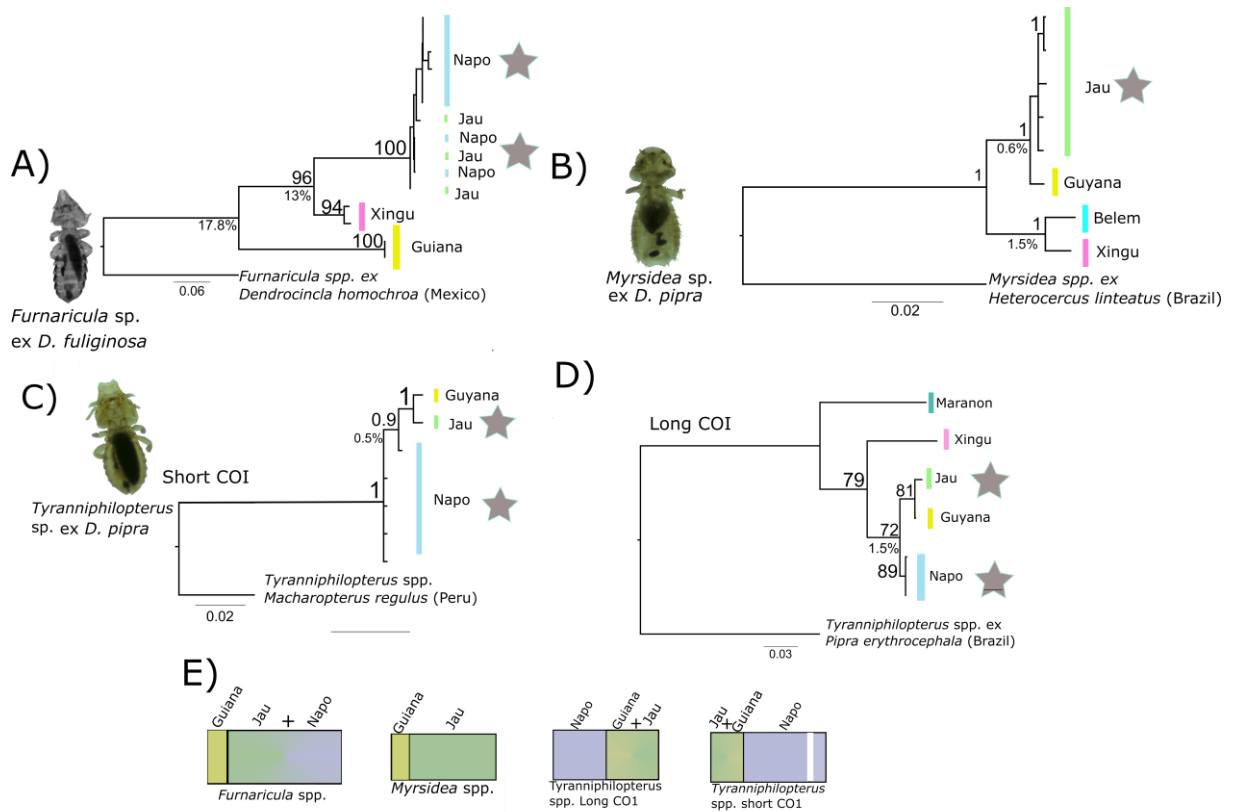 A)
Napo
Jau
Napo
Jau
Napo
Jau
100
96
13%
94
Xingu
17.8%
100
Guiana
Furnaricula spp. ex
Dendrocincla homochroa (Mexico)
0.06
Furnaricula sp.
ex D. fuliginosa
B)
1
Jau
1
0.6%
Guyana
1
Belem
1
1.5%
Xingu
Myrsidea sp.
ex D. pipra
Myrsidea spp. ex
Heterocercus linteatus (Brazil)
0.02
C)
1
Guyana
0.9
Jau
0.5%
Short COI
1
Napo
Tyranniphilopterus
sp. ex D. pipra
Tyranniphilopterus spp.
Macharopterus regulus (Peru)
0.02
D)
Long COI
Maranon
Xingu
79
Jau
81
Guyana
72
1.5%
89
Napo
Tyranniphilopterus spp. ex
Pipra erythrocephala (Brazil)
0.03
E)
Guiana
Jau + Napo
Furnaricula spp.
Guiana
Jau
Myrsidea spp.
Napo
Guiana + Jau
Tyranniphilopterus
spp. Long CO1
Jau + Guiana
Napo
Tyranniphilopterus
spp. short CO1